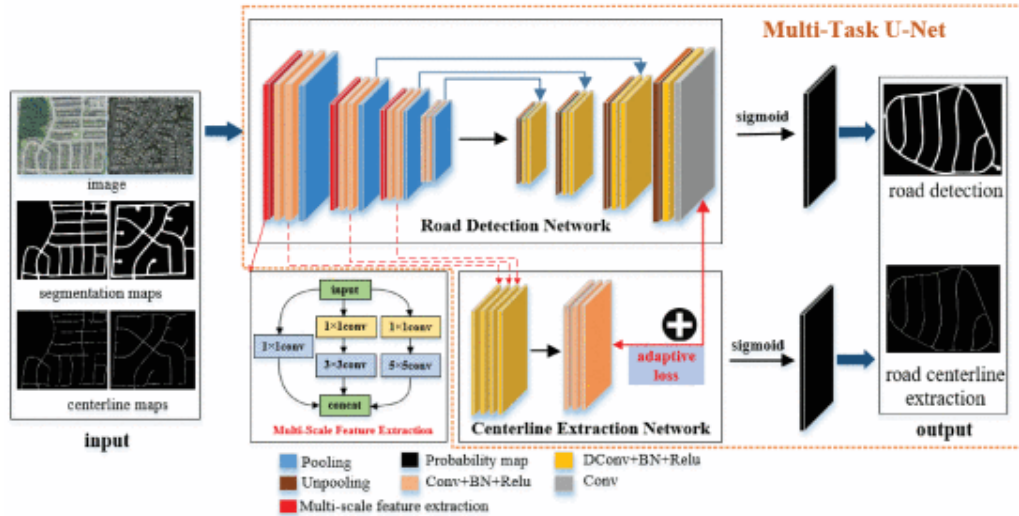 Multi-Task U-Net
image
segmentation maps
centerline maps
input
Road Detection Network
input
1×1conv
1×1conv
1×1conv
3×3conv
5×5conv
concat
Multi-Scale Feature Extraction
adaptive
loss
Centerline Extraction Network
sigmoid
sigmoid
road detection
road centerline
extraction
output
Pooling
Probability map
DConv+BN+Relu
Unpooling
Conv+BN+Relu
Conv
Multi-scale feature extraction